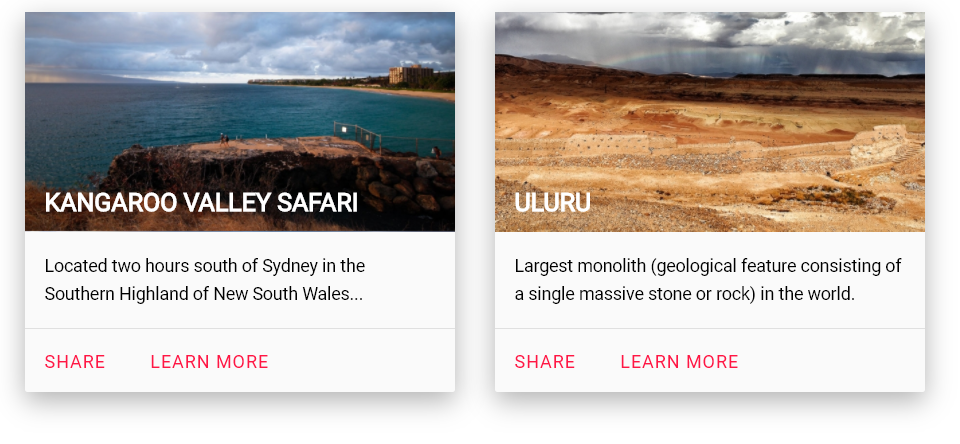 KANGAROO VALLEY SAFARI
Located two hours south of Sydney in the
Southern Highland of New South Wales...
SHARE LEARN MORE
ULURU
Largest monolith (geological feature consisting of
a single massive stone or rock) in the world.
SHARE LEARN MORE